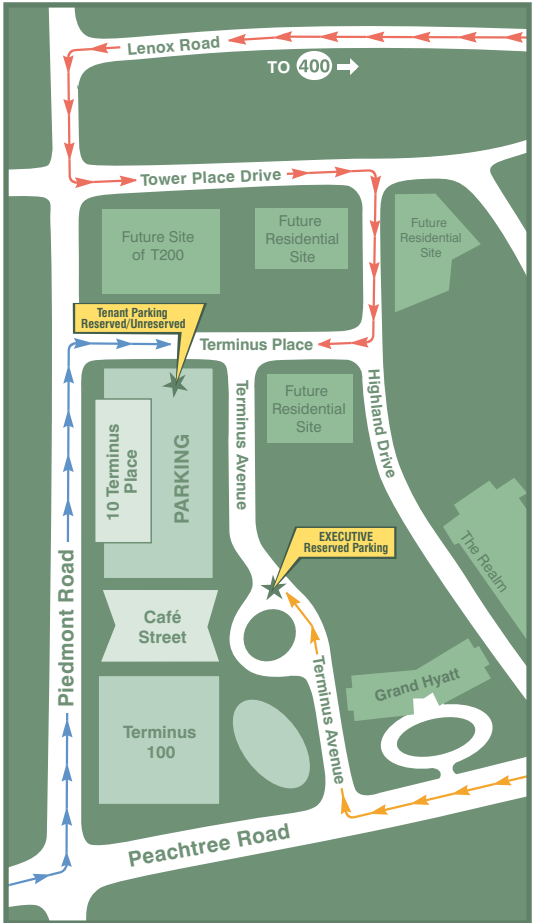 Lenox Road
TO 400
Tower Place Drive
Future Site
of T200
Future
Residential
Site
Future
Residential
Site
Tenant Parking
Reserved/Unreserved
Terminus Place
Future
Residential
Site
Highland Drive
Terminus Avenue
10 Terminus
Place
PARKING
EXECUTIVE
Reserved Parking
The Realm
Piedmont Road
Café
Street
Terminus Avenue
Grand Hyatt
Terminus
100
Peachtree Road